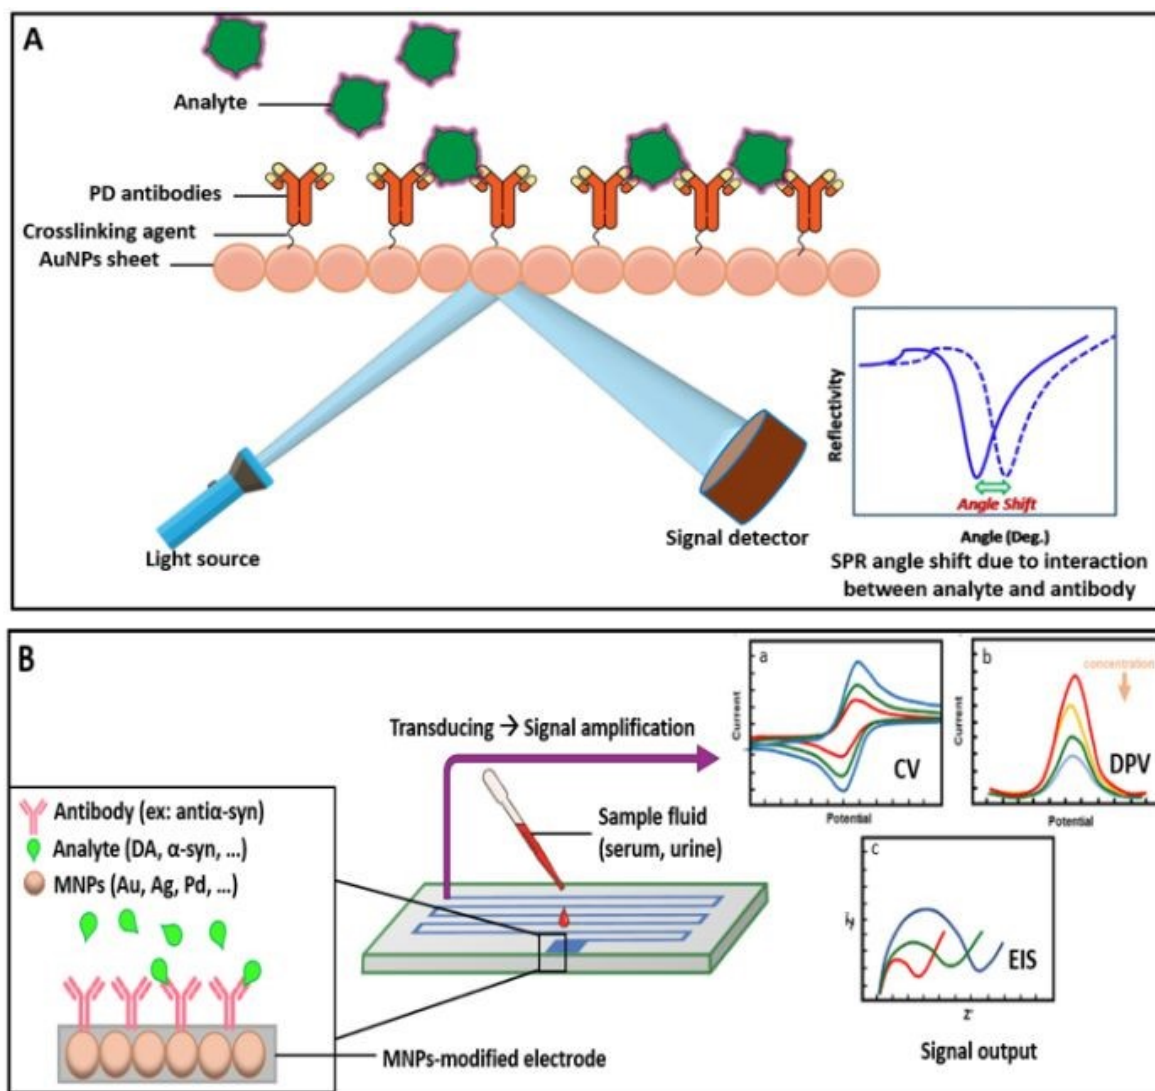 A
Analyte
PD antibodies
Crosslinking agent
AuNPs sheet
Light source
Signal detector
Reflectivity
Angle Shift
Angle (Deg.)
SPR angle shift due to interaction
between analyte and antibody
B
Antibody (ex: antiα-syn)
Analyte (DA, α-syn, ...)
MNPs (Au, Ag, Pd, ...)
MNPs-modified electrode
Transducing → Signal amplification
Sample fluid
(serum, urine)
a
Current
CV
Potential
b
concentration
Current
DPV
Potential
c
EIS
Z'
Signal output